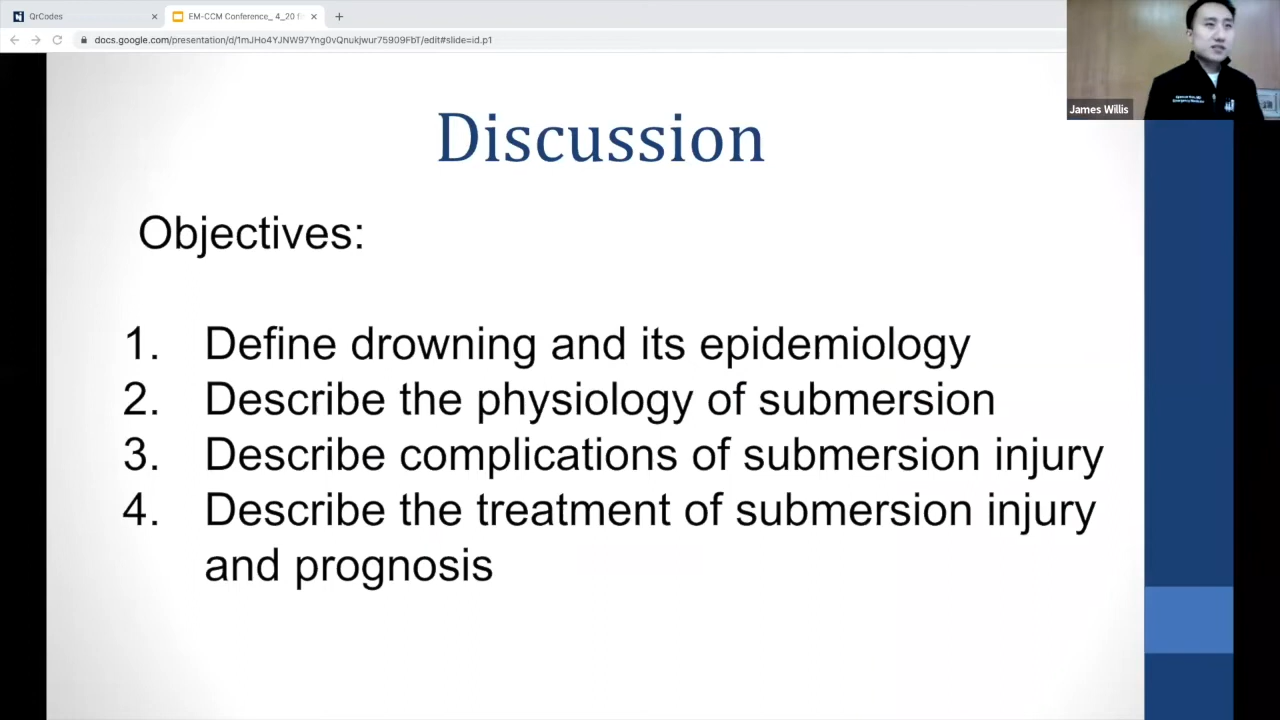 QrCodes
EM-CCM Conference_ 4_20 f
docs.google.com/presentation/d/1mJHo4YJNW97Yng0vQnukjwur75909FbT/edit#slide=id.p1
James Willis
Discussion
Objectives:
1. Define drowning and its epidemiology
2. Describe the physiology of submersion
3. Describe complications of submersion injury
4. Describe the treatment of submersion injury
and prognosis